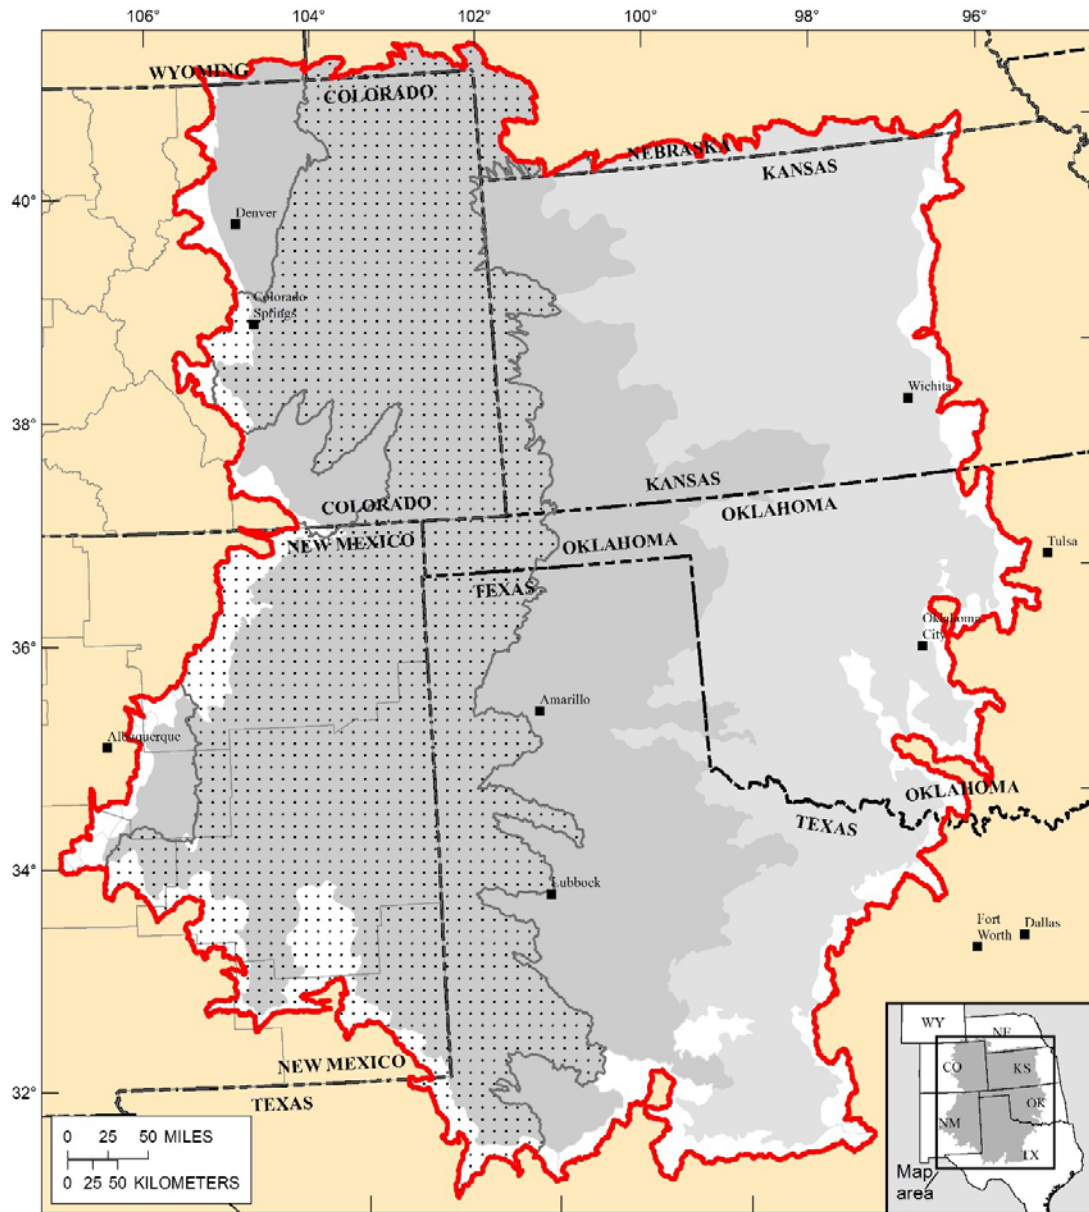 106°
104°
102°
100°
98°
96°
WYOMING
COLORADO
NEBRASKA
KANSAS
40°
Denver
Colorado
Springs
38°
Wichita
KANSAS
COLORADO
OKLAHOMA
NEW MEXICO
OKLAHOMA
Tulsa
TEXAS
36°
Oklahoma
City
Amarillo
Albuquerque
OKLAHOMA
TEXAS
34°
Lubbock
Fort
Worth
Dallas
32°
NEW MEXICO
TEXAS
0 25 50 MILES
0 25 50 KILOMETERS
WY
NE
CO
KS
OK
NM
TX
Map
area